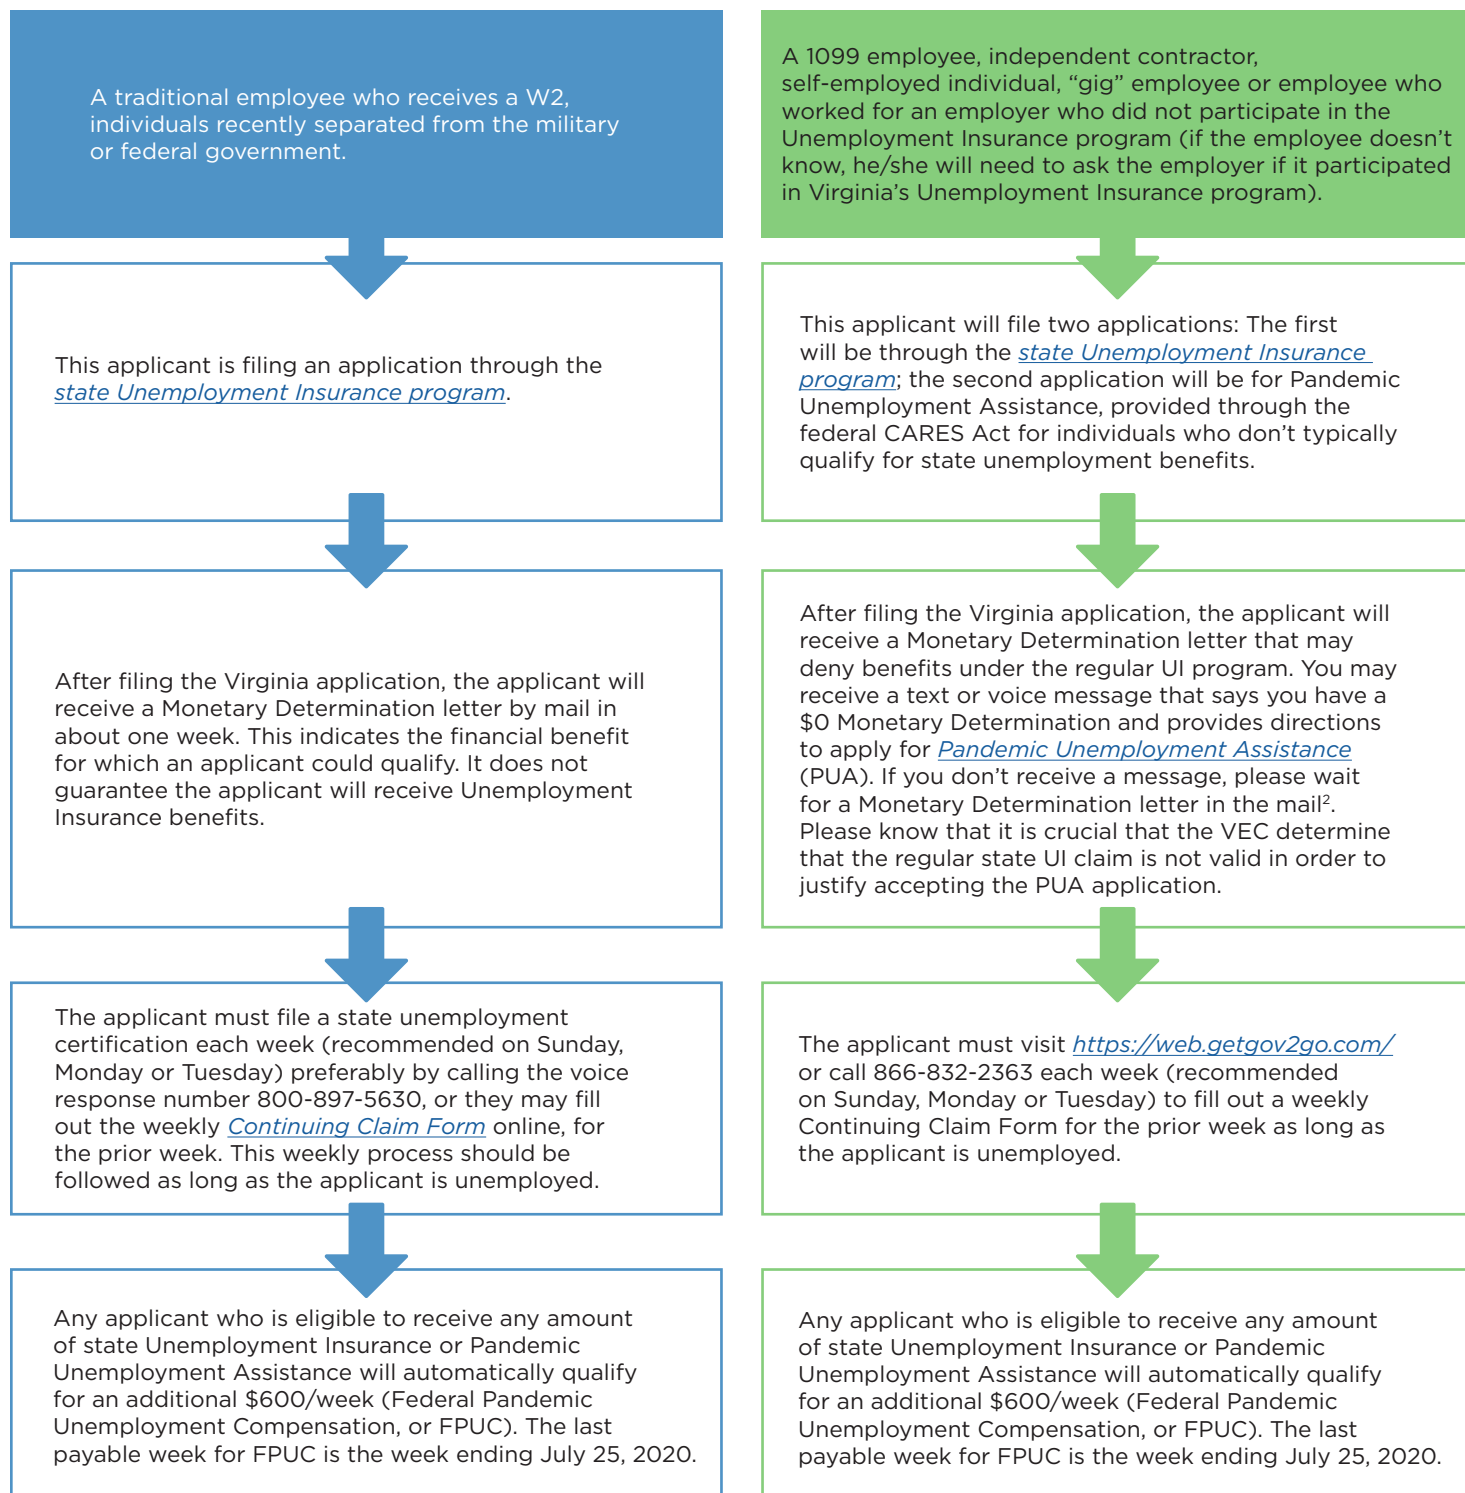 A traditional employee who receives a W2,
individuals recently separated from the military
or federal government.
This applicant is filing an application through the
state Unemployment Insurance program.
After filing the Virginia application, the applicant will
receive a Monetary Determination letter by mail in
about one week. This indicates the financial benefit
for which an applicant could qualify. It does not
guarantee the applicant will receive Unemployment
Insurance benefits.
The applicant must file a state unemployment
certification each week (recommended on Sunday,
Monday or Tuesday) preferably by calling the voice
response number 800-897-5630, or they may fill
out the weekly Continuing Claim Form online, for
the prior week. This weekly process should be
followed as long as the applicant is unemployed.
Any applicant who is eligible to receive any amount
of state Unemployment Insurance or Pandemic
Unemployment Assistance will automatically qualify
for an additional $600/week (Federal Pandemic
Unemployment Compensation, or FPUC). The last
payable week for FPUC is the week ending July 25, 2020.
A 1099 employee, independent contractor,
self-employed individual, “gig” employee or employee who
worked for an employer who did not participate in the
Unemployment Insurance program (if the employee doesn’t
know, he/she will need to ask the employer if it participated
in Virginia’s Unemployment Insurance program).
This applicant will file two applications: The first
will be through the state Unemployment Insurance
program; the second application will be for Pandemic
Unemployment Assistance, provided through the
federal CARES Act for individuals who don’t typically
qualify for state unemployment benefits.
After filing the Virginia application, the applicant will
receive a Monetary Determination letter that may
deny benefits under the regular UI program. You may
receive a text or voice message that says you have a
$0 Monetary Determination and provides directions
to apply for Pandemic Unemployment Assistance
(PUA). If you don’t receive a message, please wait
for a Monetary Determination letter in the mail².
Please know that it is crucial that the VEC determine
that the regular state UI claim is not valid in order to
justify accepting the PUA application.
The applicant must visit https://web.getgov2go.com/
or call 866-832-2363 each week (recommended
on Sunday, Monday or Tuesday) to fill out a weekly
Continuing Claim Form for the prior week as long as
the applicant is unemployed.
Any applicant who is eligible to receive any amount
of state Unemployment Insurance or Pandemic
Unemployment Assistance will automatically qualify
for an additional $600/week (Federal Pandemic
Unemployment Compensation, or FPUC). The last
payable week for FPUC is the week ending July 25, 2020.